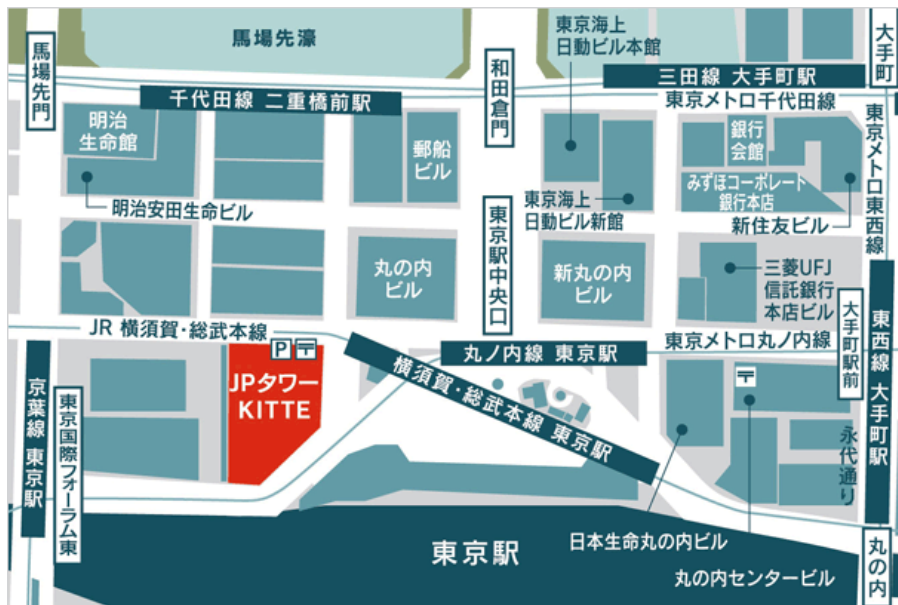 馬場先門
馬場先濠
和田倉門
東京海上
日動ビル本館
大手町
千代田線 二重橋前駅
三田線 大手町駅
東京メトロ千代田線
東京メトロ東西線
明治
生命館
郵船
ビル
銀行
会館
みずほコーポレート
銀行本店
明治安田生命ビル
東京駅中央口
東京海上
日動ビル新館
新住友ビル
丸の内
ビル
新丸の内
ビル
三菱UFJ
信託銀行
本店ビル
大手町駅前
東西線 大手町駅
JR 横須賀・総武本線
P 〒
丸ノ内線 東京駅
東京メトロ丸ノ内線
横須賀・総武本線 東京駅
JPタワー
KITTE
〒
京葉線 東京駅
東京国際フォーラム東
永代通り
日本生命丸の内ビル
東京駅
丸の内センタービル
丸の内